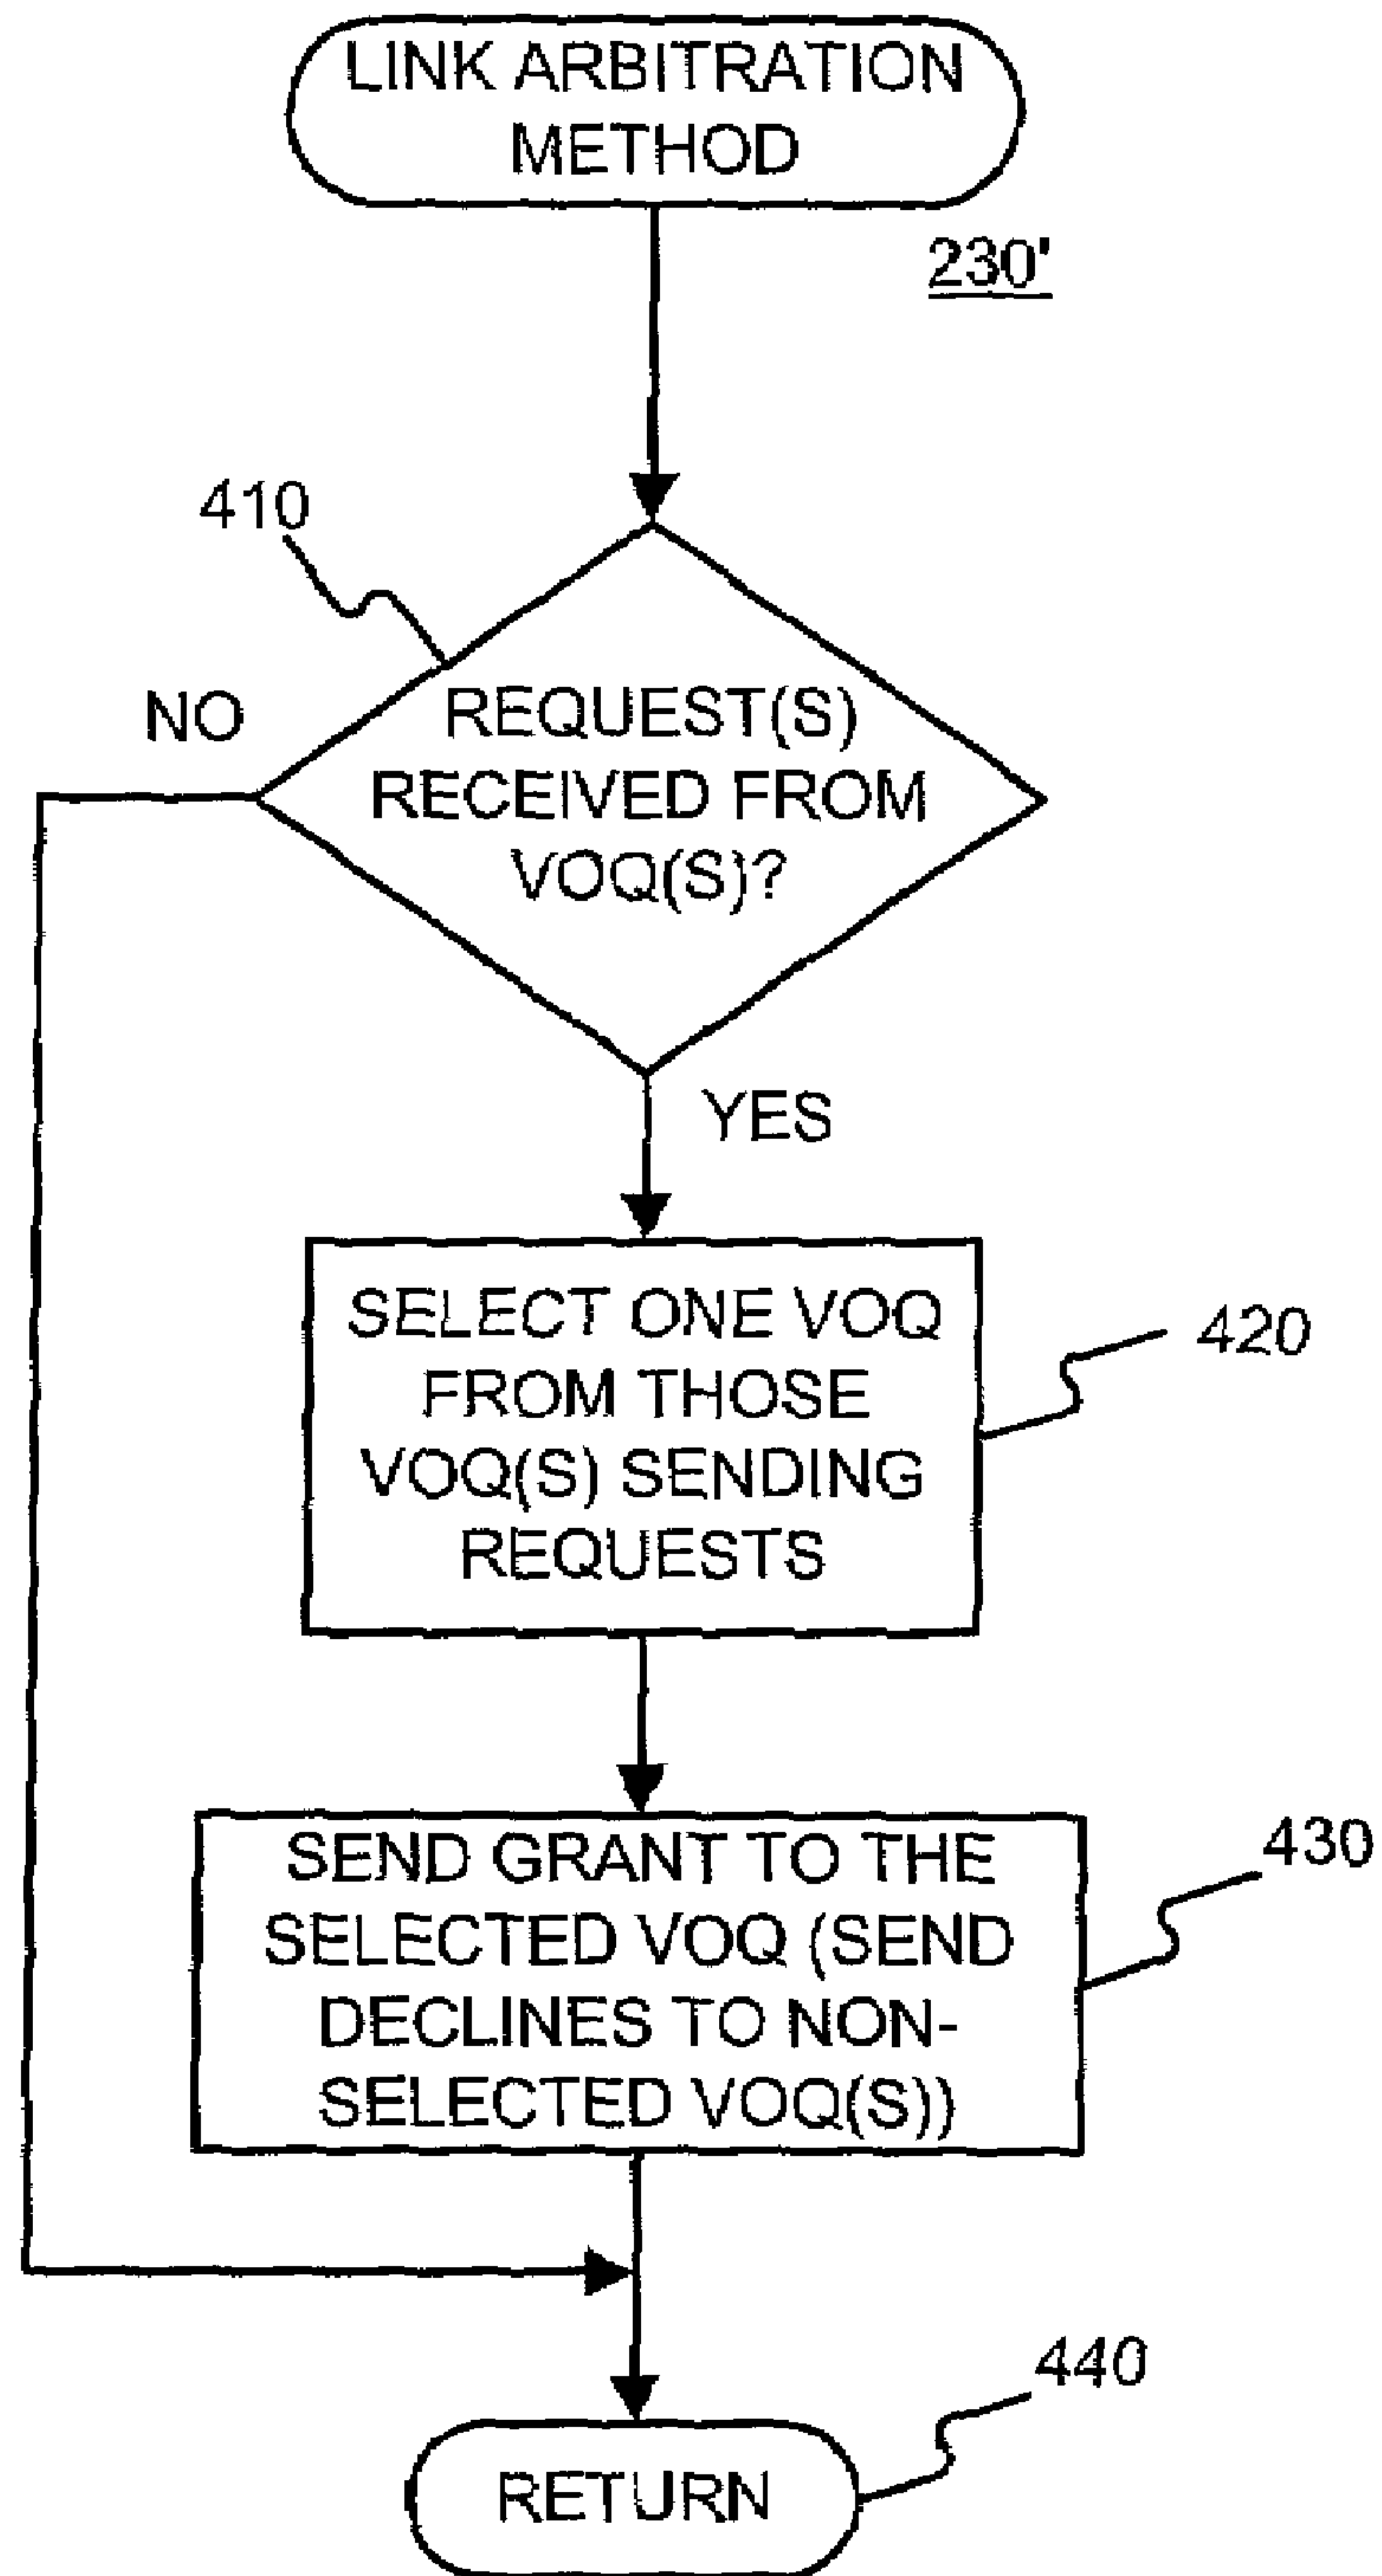 LINK ARBITRATION
METHOD
230'
410
NO
REQUEST(S)
RECEIVED FROM
VOQ(S)?
YES
SELECT ONE VOQ
FROM THOSE
VOQ(S) SENDING
REQUESTS
420
SEND GRANT TO THE
SELECTED VOQ (SEND
DECLINES TO NON-
SELECTED VOQ(S))
430
440
RETURN